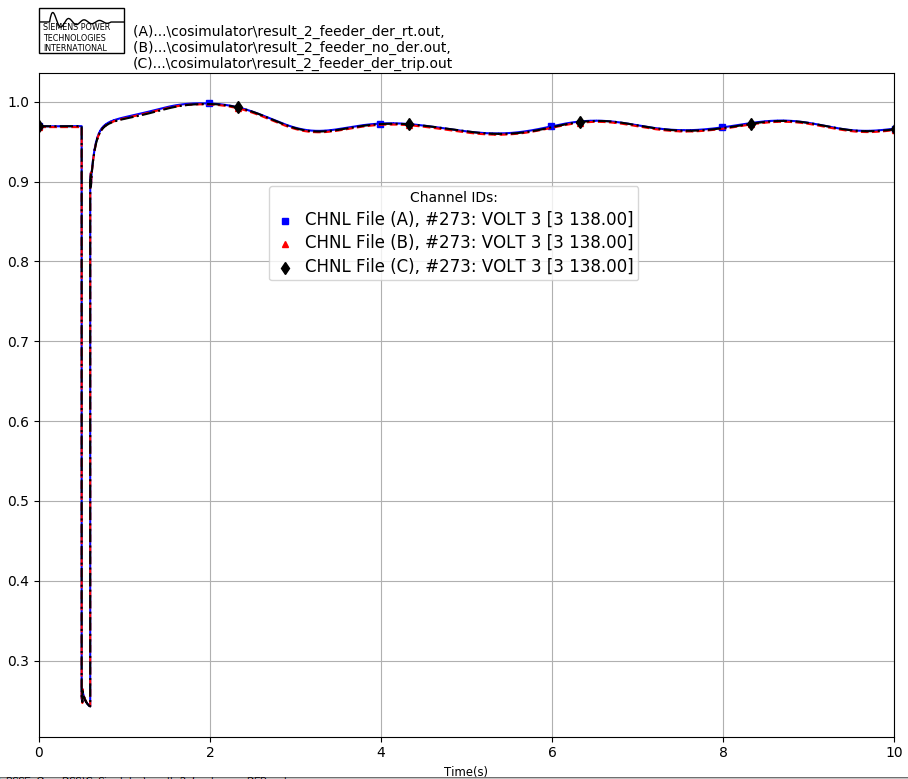 SIEMENS POWER
TECHNOLOGIES
INTERNATIONAL
(A)...\cosimulator\result_2_feeder_der_rt.out,
(B)...\cosimulator\result_2_feeder_no_der.out,
(C)...\cosimulator\result_2_feeder_der_trip.out
1.0
0.9
0.8
0.7
0.6
0.5
0.4
0.3
Channel IDs:
CHNL File (A), #273: VOLT 3 [3 138.00]
CHNL File (B), #273: VOLT 3 [3 138.00]
CHNL File (C), #273: VOLT 3 [3 138.00]
0 2 4 6 8 10
Time(s)